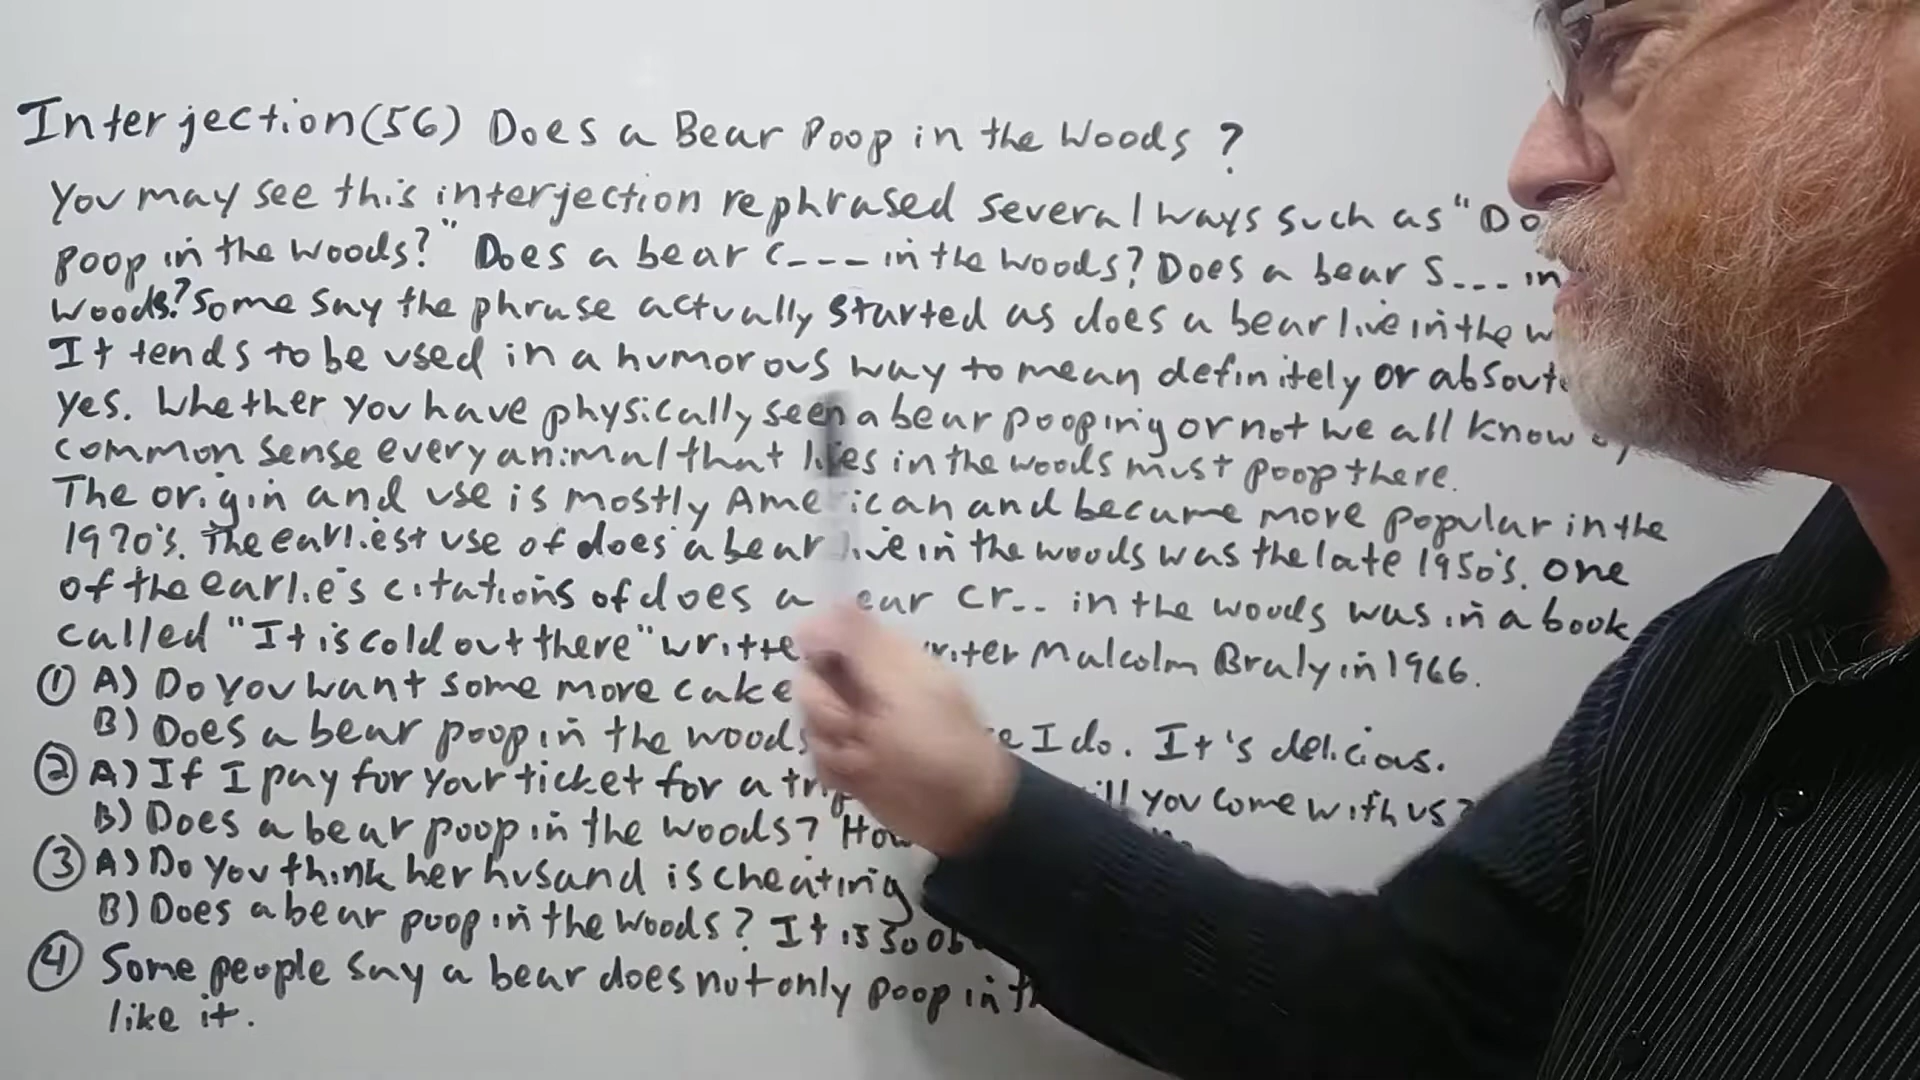 Interjection(56) Does a Bear Poop in the Woods?
You may see this interjection rephrased several ways such as "Do
poop in the woods?" Does a bear c---- in the woods? Does a bear S... in
woods? Some say the phrase actually started as does a bear live in the w
It tends to be used in a humorous way to mean definitely or absout
yes. Whether you have physically seen a bear pooping or not we all know
common sense every animal that lives in the woods must poop there.
The origin and use is mostly American and became more popular in the
1970's. The earliest use of does a bear live in the woods was the late 1950's. One
of the earlies citations of does a ear cr-- in the woods was in a book
called "It is cold out there" writte writer Malcolm Braly in 1966.
① A) Do you want some more cake
B) Does a bear poop in the woods e I do. It's delicious.
② A) If I pay for your ticket for a trip ill you come with us?
B) Does a bear poop in the woods? How
③ A) Do you think her husand is cheating
B) Does a bear poop in the woods? It is so ob
④ Some people say a bear does not only poop in th
like it.